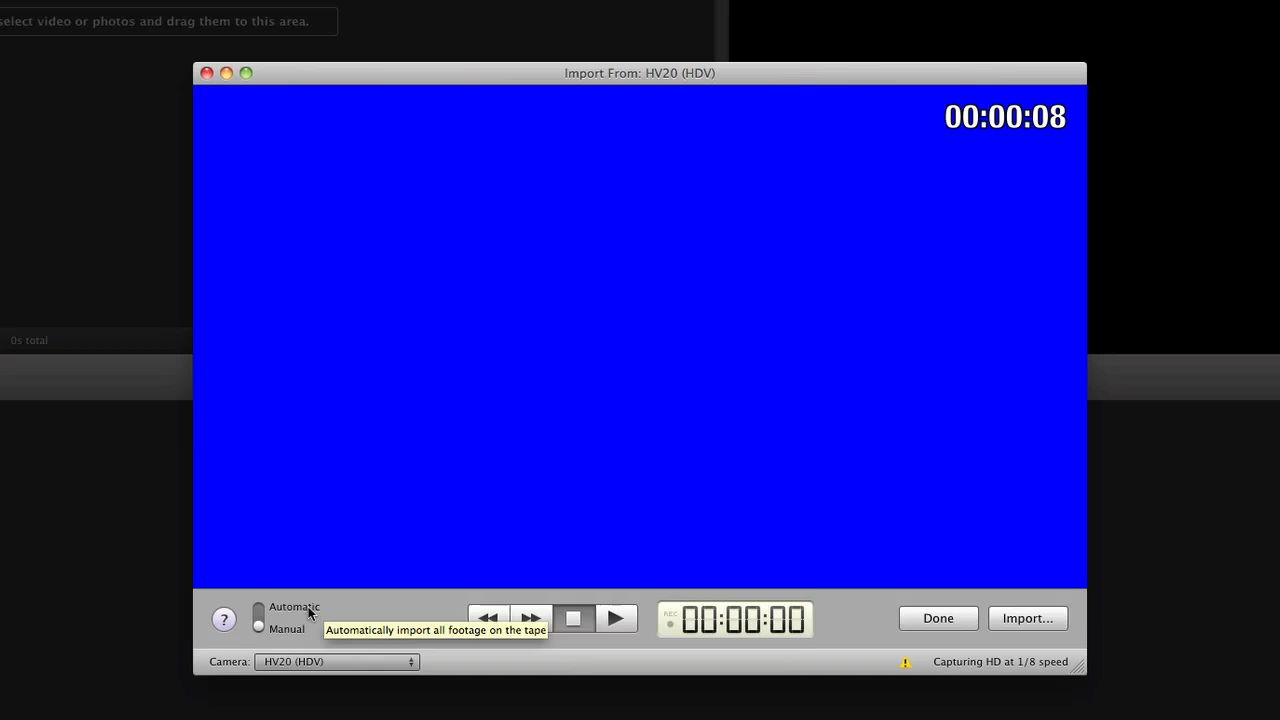 select video or photos and drag them to this area.
Import From: HV20 (HDV)
00:00:08
0s total
Automatic
Manual
Automatically import all footage on the tape
?
REC
00:00:00
Done
Import...
Camera:
HV20 (HDV)
Capturing HD at 1/8 speed